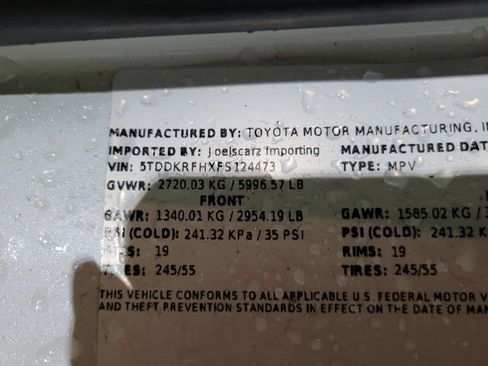 MANUFACTURED BY: TOYOTA MOTOR MANUFACTURING, I
IMPORTED BY: Joelscarz Importing MANUFACTURED DAT
VIN: 5TDDKRFHXFS124473 TYPE: MPV
GVWR: 2720.03 KG / 5996.57 LB
FRONT
GAWR: 1340.01 KG / 2954.19 LB GAWR: 1585.02 KG /
PSI (COLD): 241.32 KPa / 35 PSI PSI (COLD): 241.32 K
RIMS: 19 RIMS: 19
TIRES: 245/55 TIRES: 245/55
THIS VEHICLE CONFORMS TO ALL APPLICABLE U.S. FEDERAL MOTOR V
AND THEFT PREVENTION STANDARDS IN EFFECT ON THE DATE OF MAN